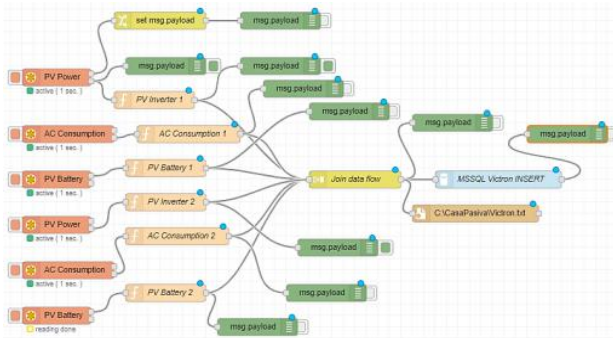 set msg.payload
msg.payload
PV Power
active ( 1 sec. )
msg.payload
msg.payload
PV Inverter 1
msg.payload
AC Consumption
active ( 1 sec. )
AC Consumption 1
msg.payload
msg.payload
msg.payload
PV Battery
active ( 1 sec. )
PV Battery 1
Join data flow
MSSQL Victron INSERT
PV Power
active ( 1 sec. )
PV Inverter 2
C:\CasaPasiva\Victron.txt
AC Consumption
active ( 1 sec. )
AC Consumption 2
msg.payload
msg.payload
PV Battery
reading done
PV Battery 2
msg.payload